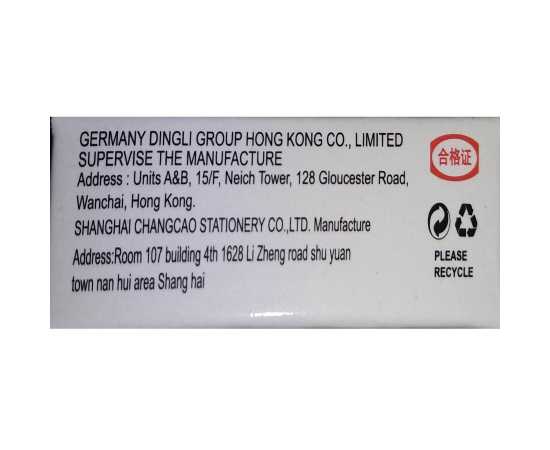 GERMANY DINGLI GROUP HONG KONG CO., LIMITED
SUPERVISE THE MANUFACTURE
Address : Units A&B, 15/F, Neich Tower, 128 Gloucester Road,
Wanchai, Hong Kong.
SHANGHAI CHANGCAO STATIONERY CO.,LTD. Manufacture
Address:Room 107 building 4th 1628 Li Zheng road shu yuan
town nan hui area Shang hai
合格证
PLEASE
RECYCLE